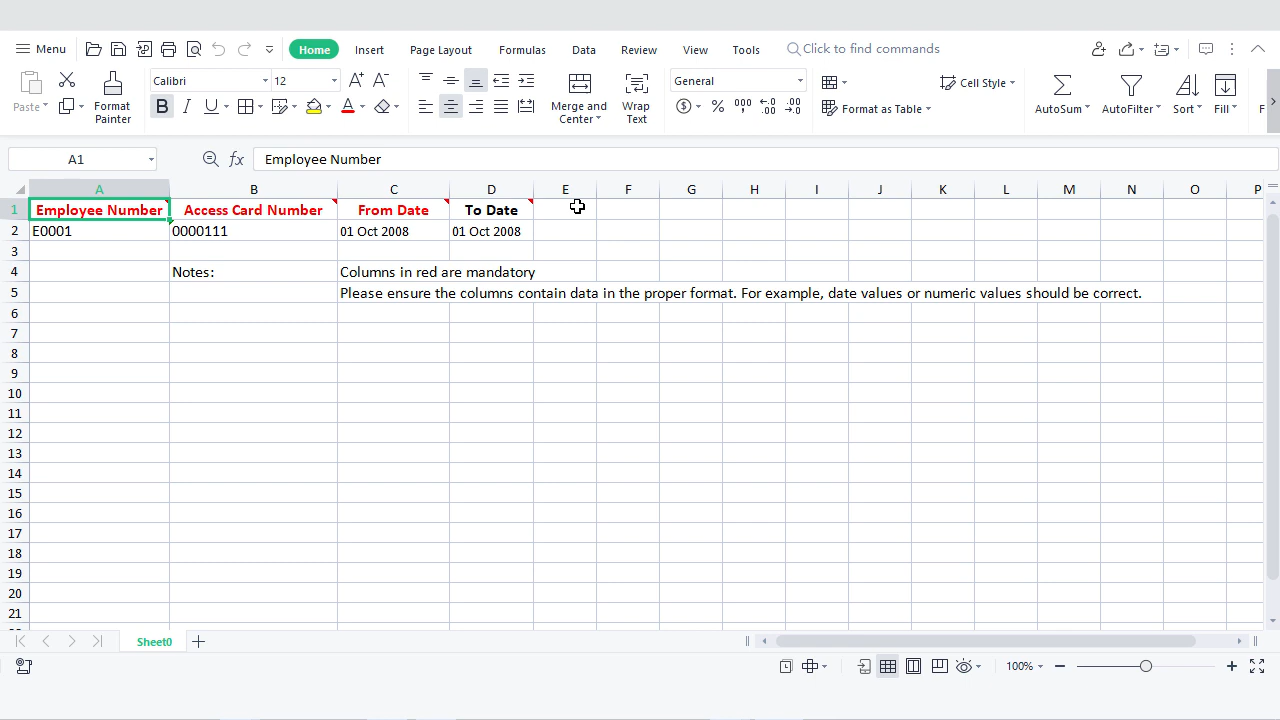 Menu Home Insert Page Layout Formulas Data Review View Tools Click to find commands
Paste Format Painter Calibri 12 B I U A A+ A- Merge and Center Wrap Text General $ % 000 Format as Table Cell Style AutoSum AutoFilter Sort Fill F
A1 fx Employee Number
A B C D E F G H I J K L M N O P
1 Employee Number Access Card Number From Date To Date
2 E0001 0000111 01 Oct 2008 01 Oct 2008
3
4 Notes: Columns in red are mandatory
5 Please ensure the columns contain data in the proper format. For example, date values or numeric values should be correct.
6
7
8
9
10
11
12
13
14
15
16
17
18
19
20
21
Sheet0
100%